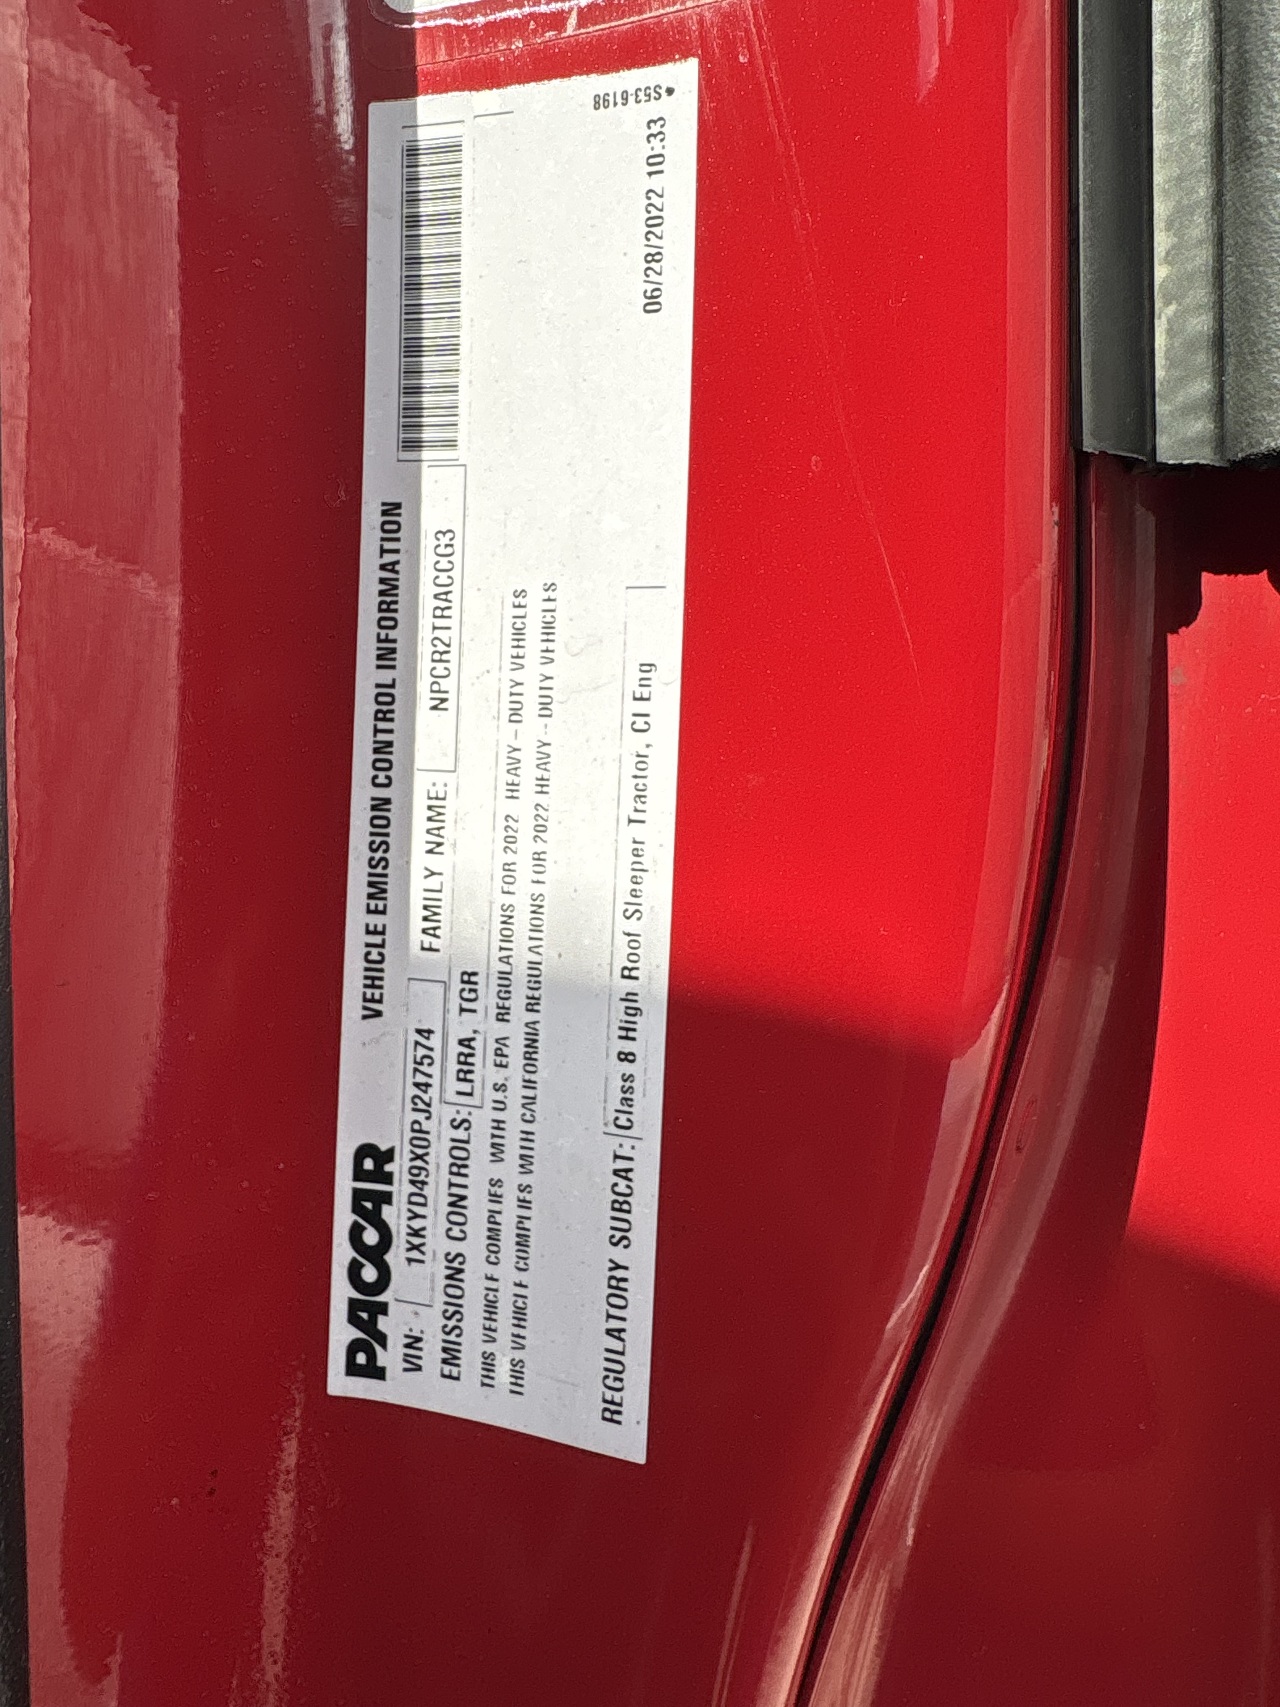 PACCAR
VEHICLE EMISSION CONTROL INFORMATION
VIN: 1XKYD49X0PJ247574 FAMILY NAME: NPCR2TRACCG3
EMISSIONS CONTROLS: LRRA, TGR
THIS VEHICLE COMPLIES WITH U.S. EPA REGULATIONS FOR 2022 HEAVY-DUTY VEHICLES
THIS VEHICLE COMPLIES WITH CALIFORNIA REGULATIONS FOR 2022 HEAVY--DUTY VEHICLES
REGULATORY SUBCAT: Class 8 High Roof Sleeper Tractor, CI Eng
06/28/2022 10:33
S53-6198